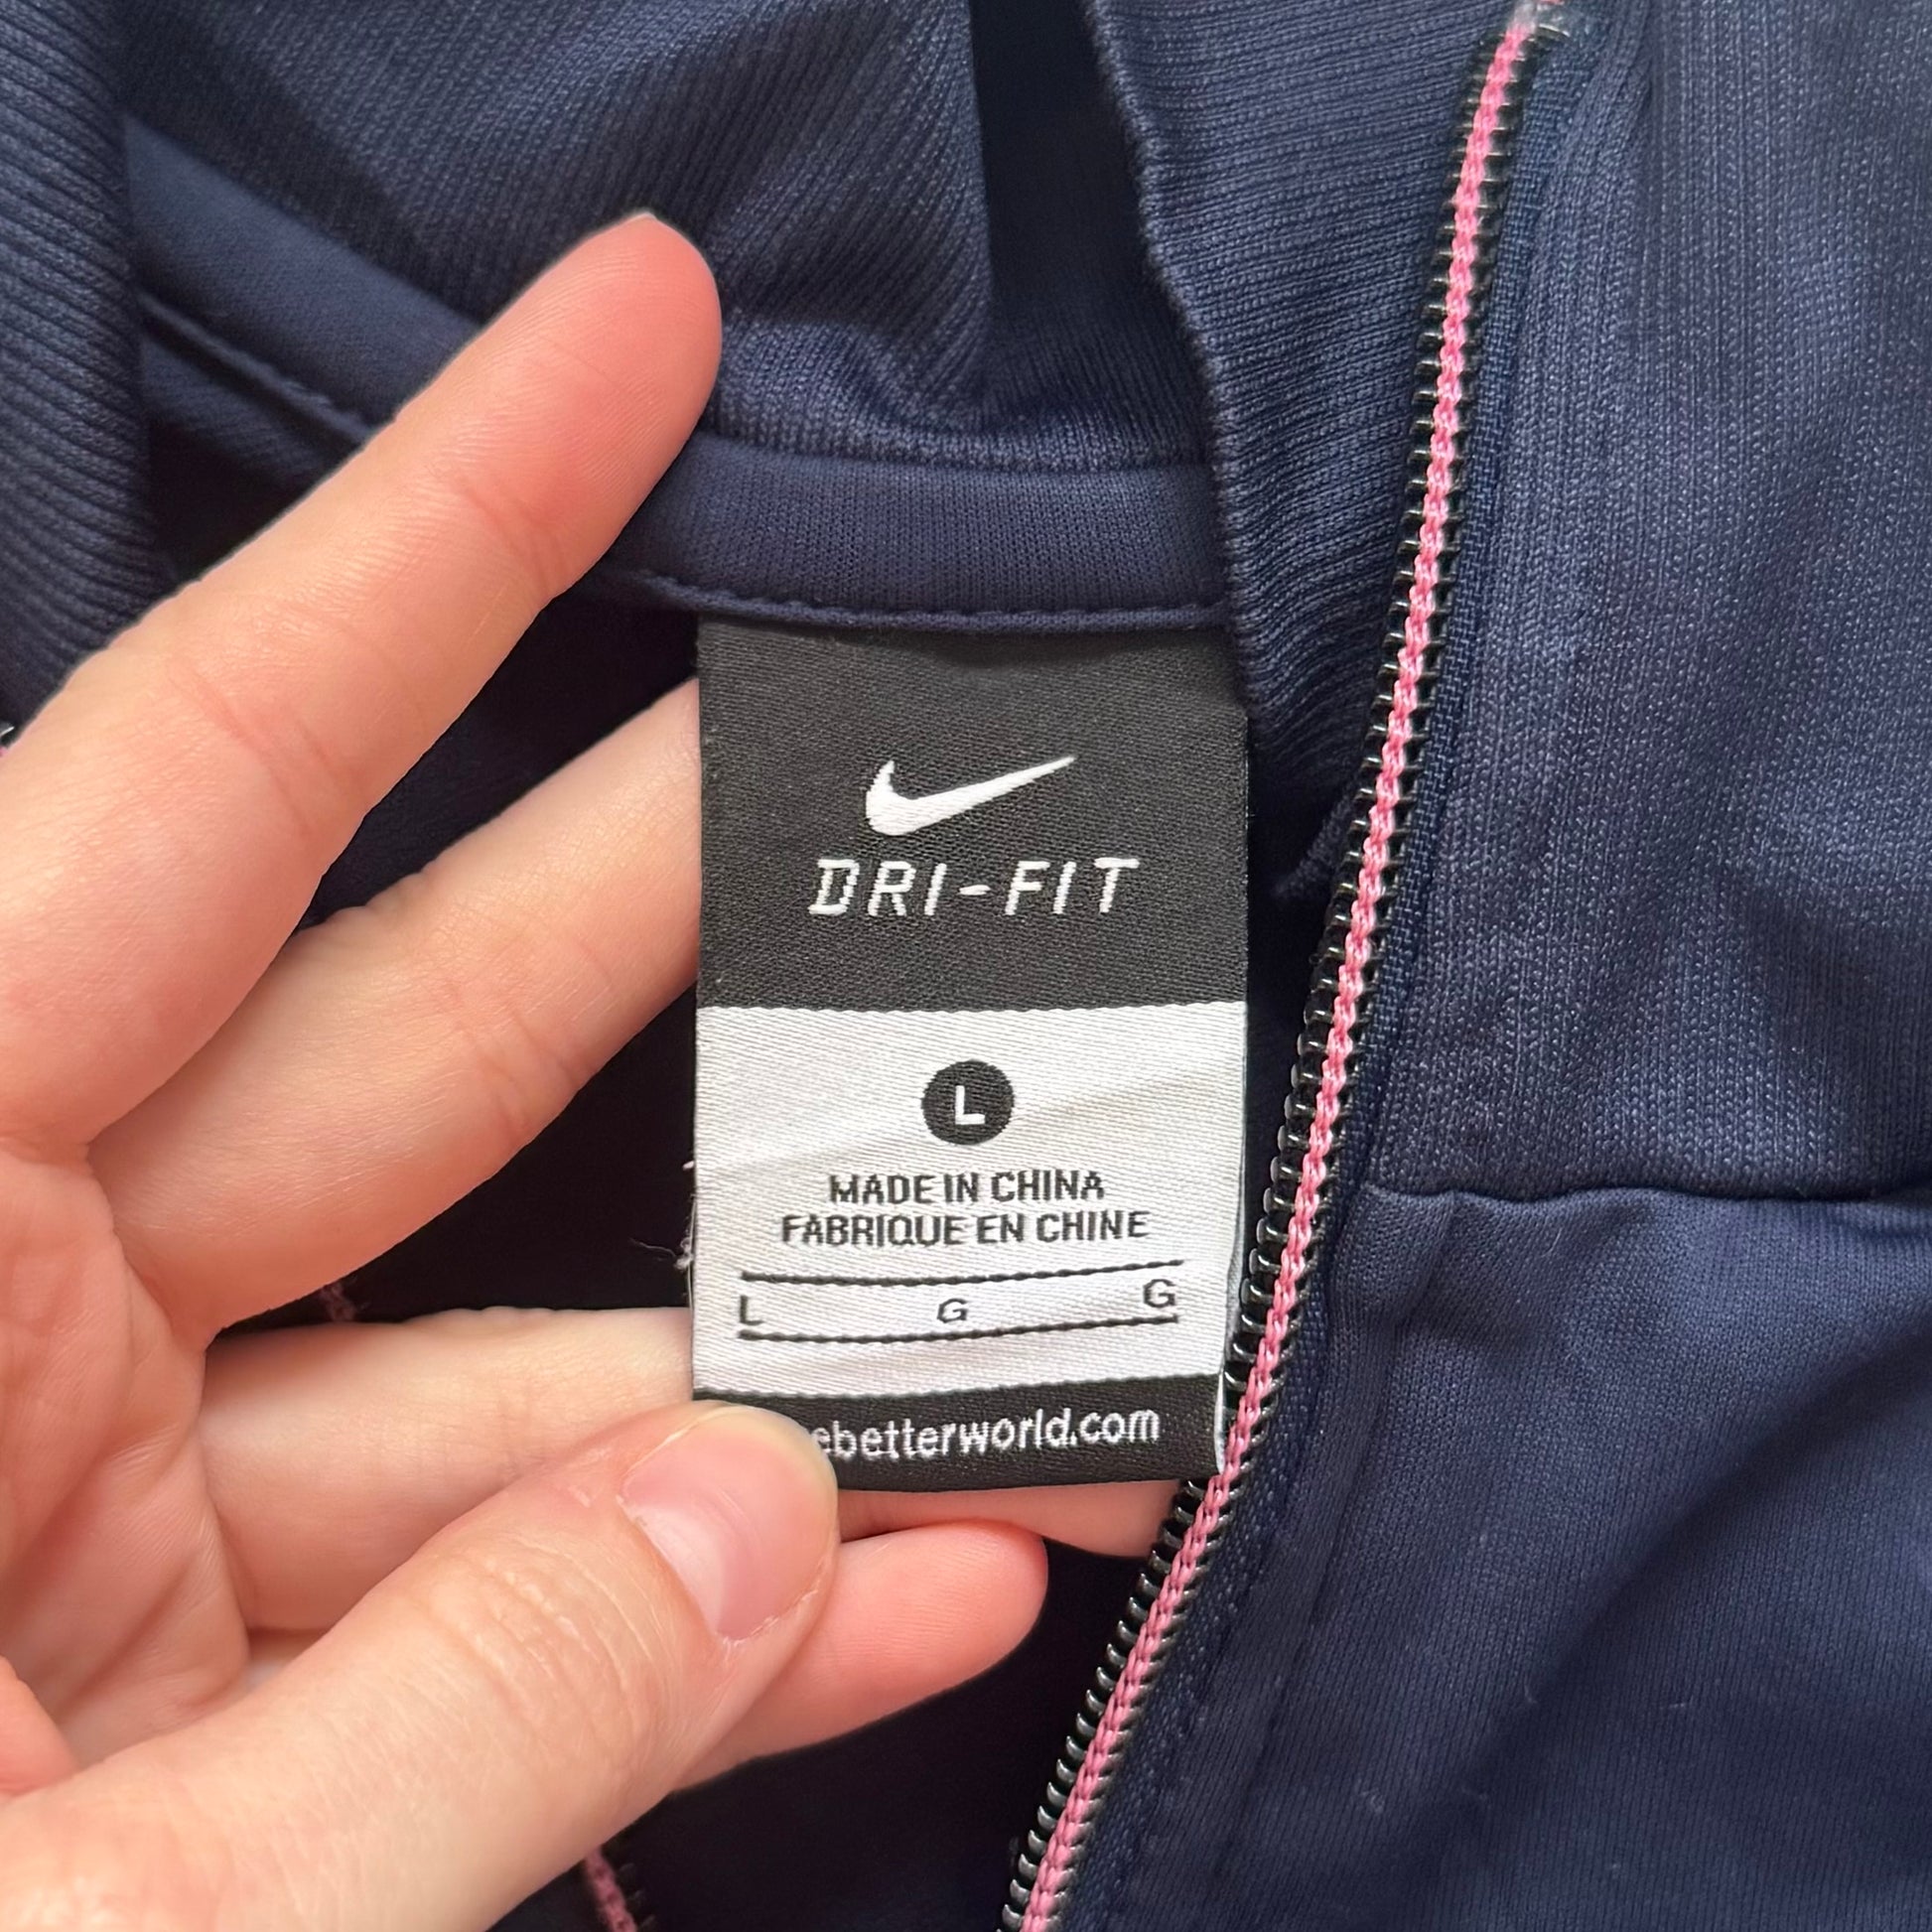 DRI-FIT
L
MADE IN CHINA
FABRIQUE EN CHINE
L G G
ebetterworld.com